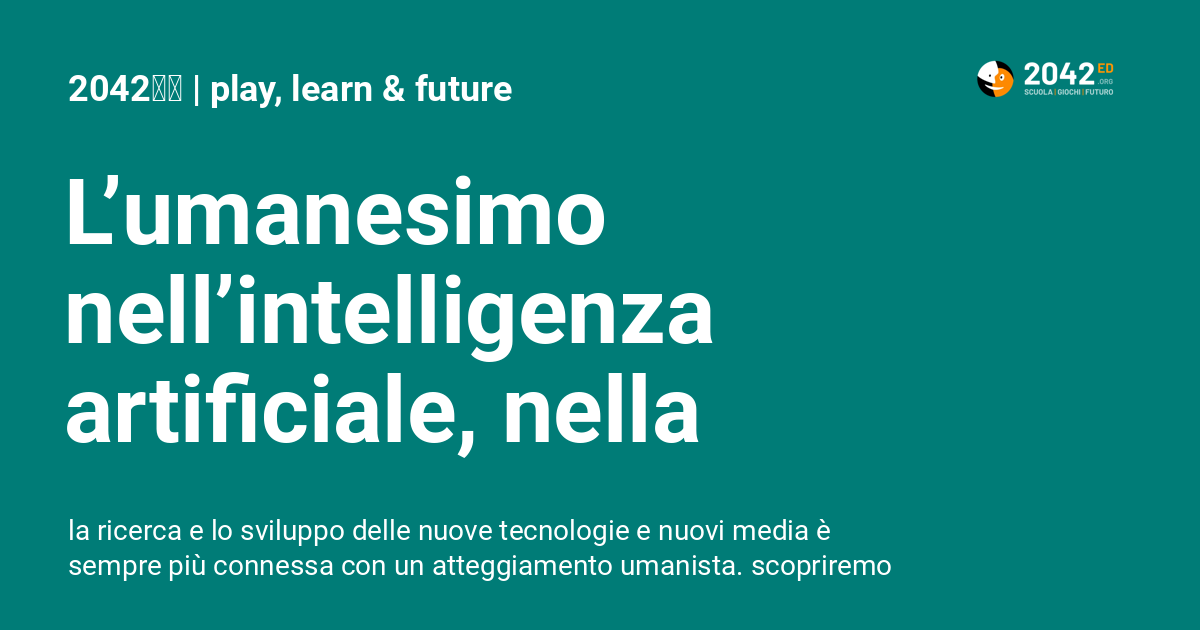 2042 | play, learn & future
2042 ED
.ORG
SCUOLA | GIOCHI | FUTURO
L’umanesimo
nell’intelligenza
artificiale, nella
la ricerca e lo sviluppo delle nuove tecnologie e nuovi media è
sempre più connessa con un atteggiamento umanista. scopriremo